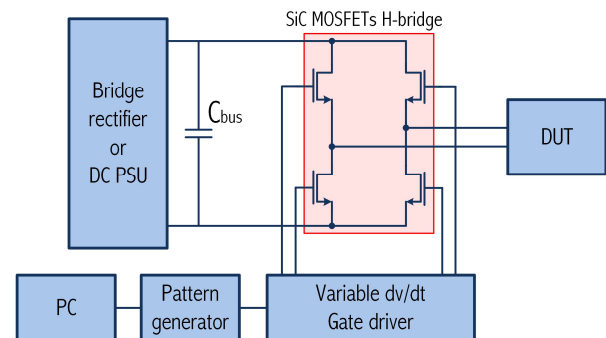 SiC MOSFETs H-bridge
Bridge
rectifier
or
DC PSU
Cbus
DUT
PC
Pattern
generator
Variable dv/dt
Gate driver